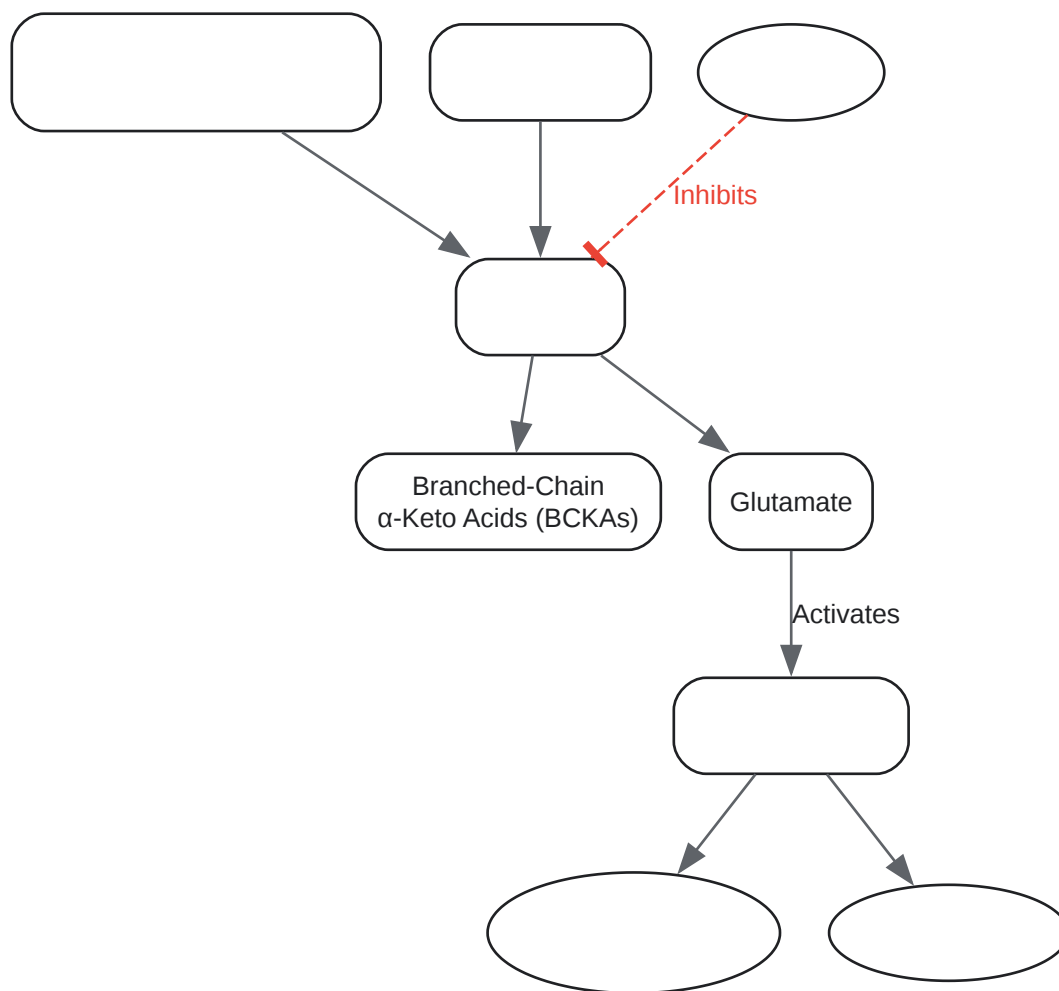 Inhibits
Branched-Chain
α-Keto Acids (BCKAs)
Glutamate
Activates